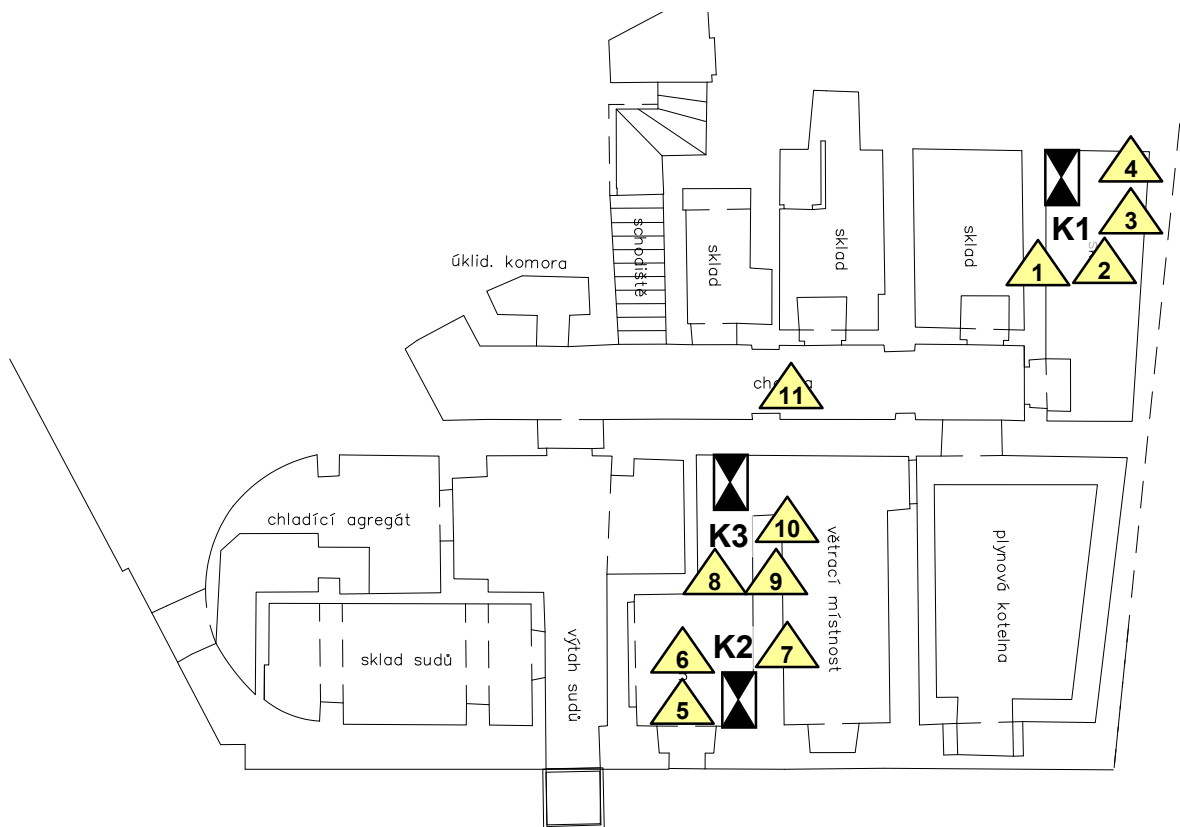 4
3
K1
1
2
schodiště
sklad
sklad
sklad
úklid. komora
11
K3
10
8
9
chladící agregát
větrací místnost
plynová kotelna
výtah sudů
sklad sudů
K2
6
7
5